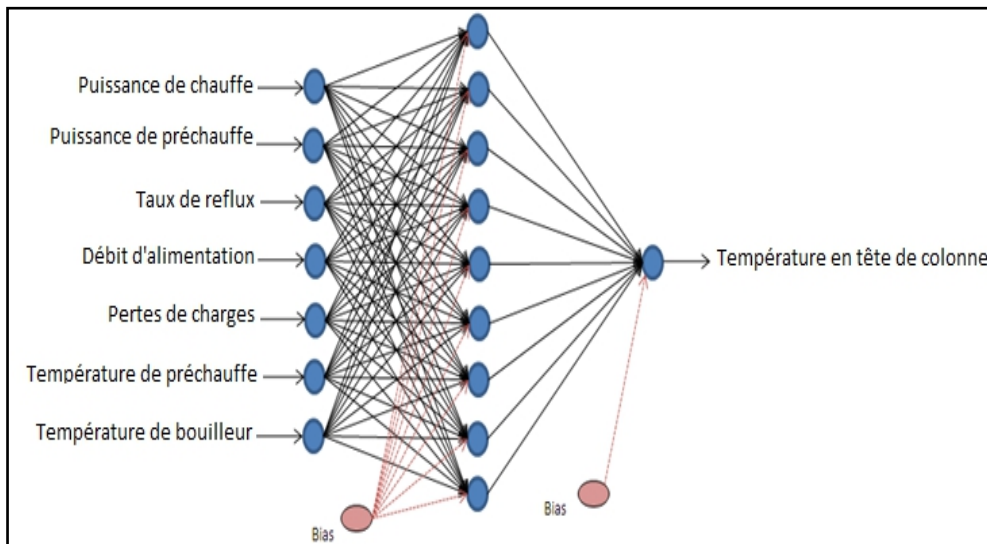 Puissance de chauffe
Puissance de préchauffe
Taux de reflux
Débit d'alimentation
Température en tête de colonne
Pertes de charges
Température de préchauffe
Température de bouilleur
Bias
Bias